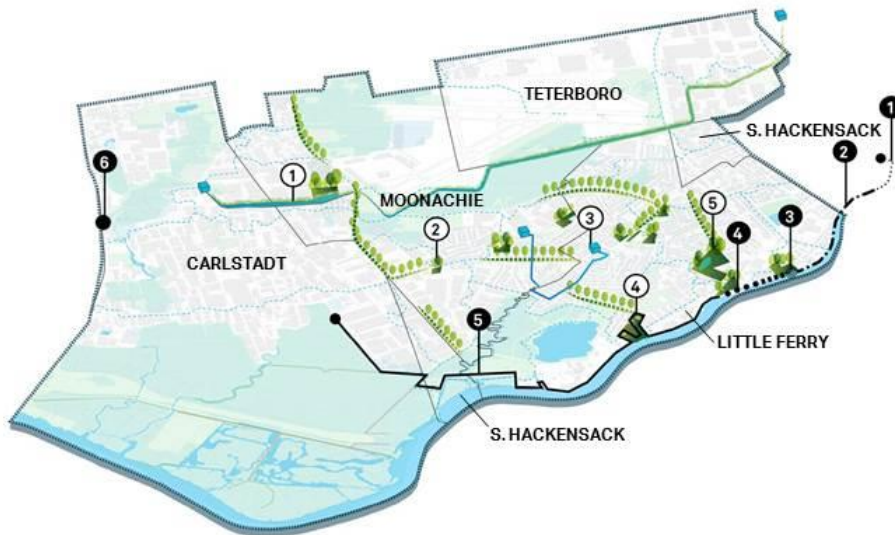 TETERBORO
1
S. HACKENSACK
2
6
1
MOONACHIE
5
3
2
3
4
CARLSTADT
4
5
LITTLE FERRY
S. HACKENSACK